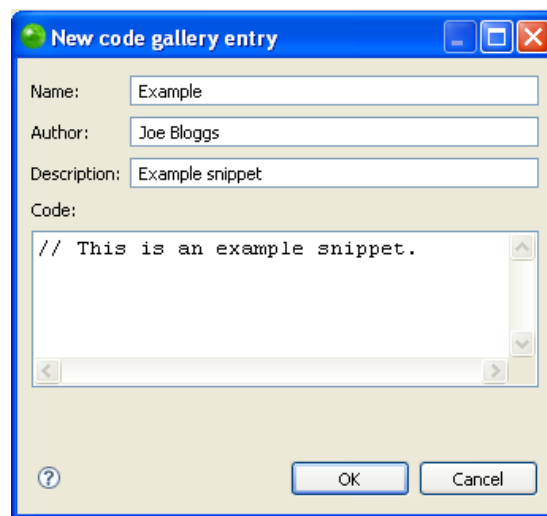 New code gallery entry
Name: Example
Author: Joe Bloggs
Description: Example snippet
Code:
// This is an example snippet.
?
OK Cancel